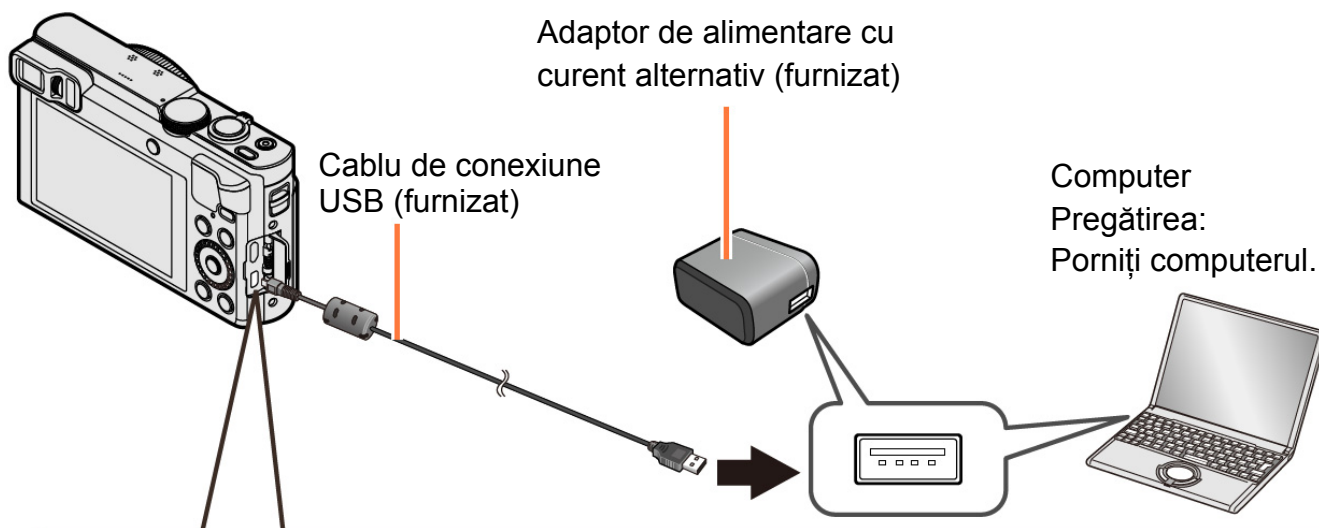 Adaptor de alimentare cu
curent alternativ (furnizat)
Cablu de conexiune
USB (furnizat)
Computer
Pregătirea:
Porniți computerul.